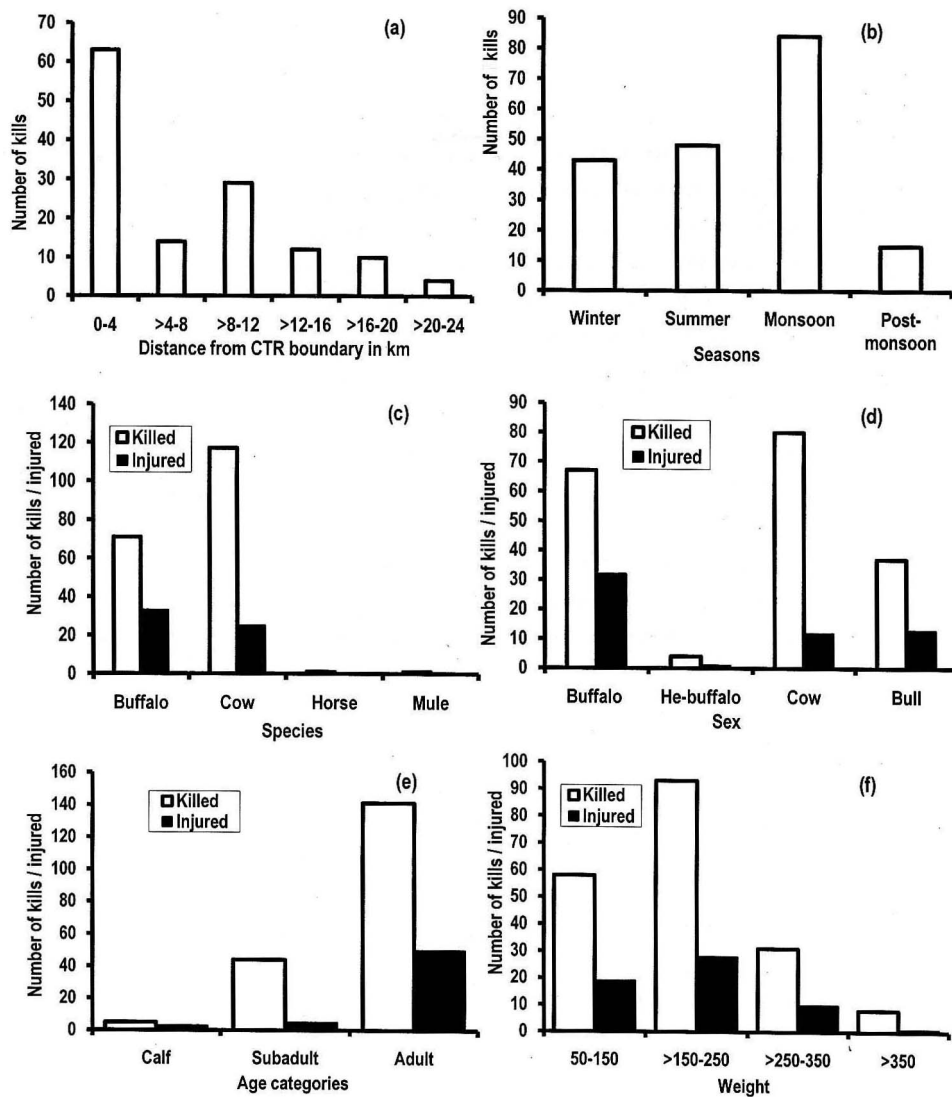 (a)
Number of kills
70
60
50
40
30
20
10
0
0-4 >4-8 >8-12 >12-16 >16-20 >20-24
Distance from CTR boundary in km
(b)
Number of kills
90
80
70
60
50
40
30
20
10
0
Winter Summer Monsoon Post-
monsoon
Seasons
(c)
Number of kills / injured
140
120
100
80
60
40
20
0
Killed
Injured
Buffalo Cow Horse Mule
Species
(d)
Number of kills / injured
90
80
70
60
50
40
30
20
10
0
Killed
Injured
Buffalo He-buffalo Cow Bull
Sex
(e)
Number of kills / injured
160
140
120
100
80
60
40
20
0
Killed
Injured
Calf Subadult Adult
Age categories
(f)
Number of kills / injured
100
90
80
70
60
50
40
30
20
10
0
Killed
Injured
50-150 >150-250 >250-350 >350
Weight